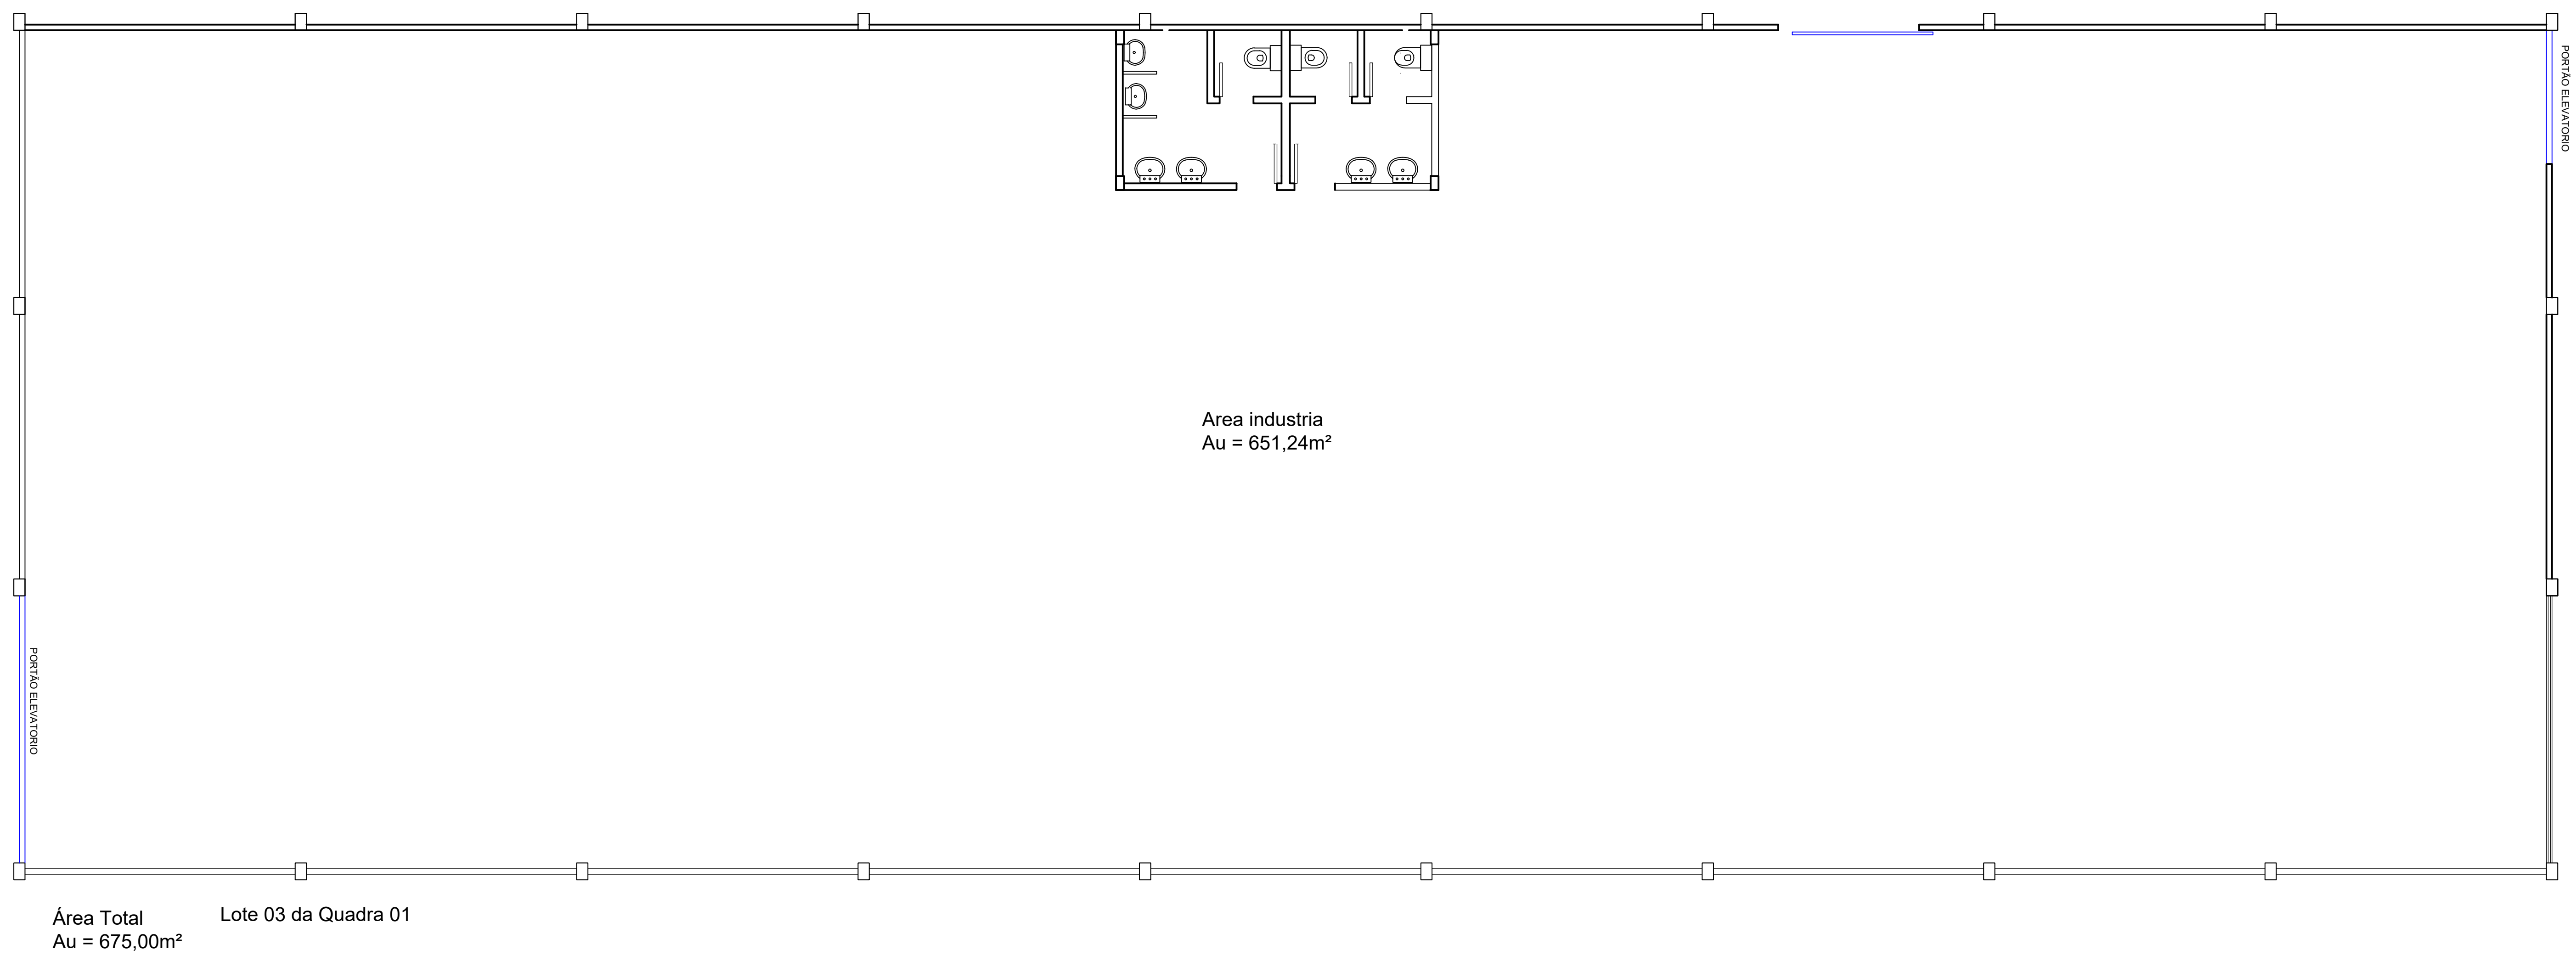 PORTÃO ELEVATORIO
Area industria
Au = 651,24m²
PORTÃO ELEVATORIO
Área Total
Au = 675,00m²
Lote 03 da Quadra 01